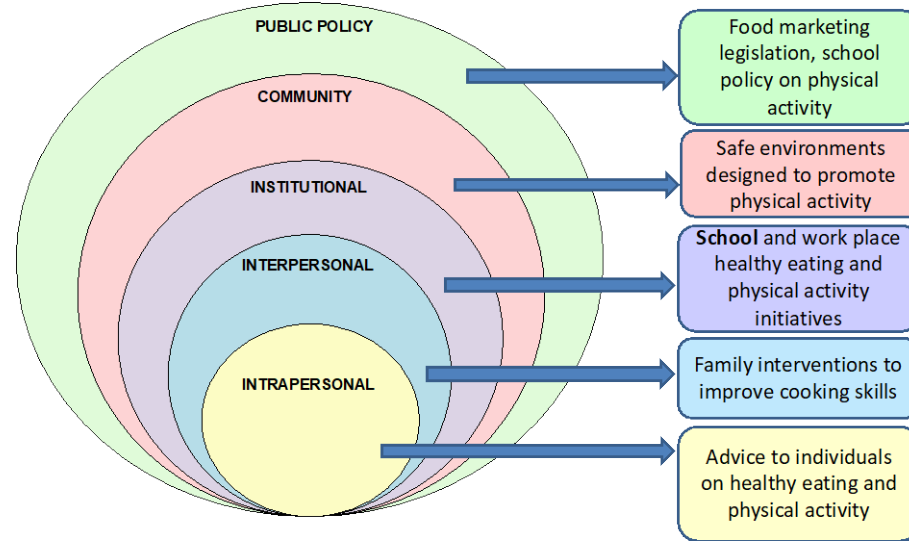 PUBLIC POLICY
COMMUNITY
INSTITUTIONAL
INTERPERSONAL
INTRAPERSONAL
Food marketing
legislation, school
policy on physical
activity
Safe environments
designed to promote
physical activity
School and work place
healthy eating and
physical activity
initiatives
Family interventions to
improve cooking skills
Advice to individuals
on healthy eating and
physical activity